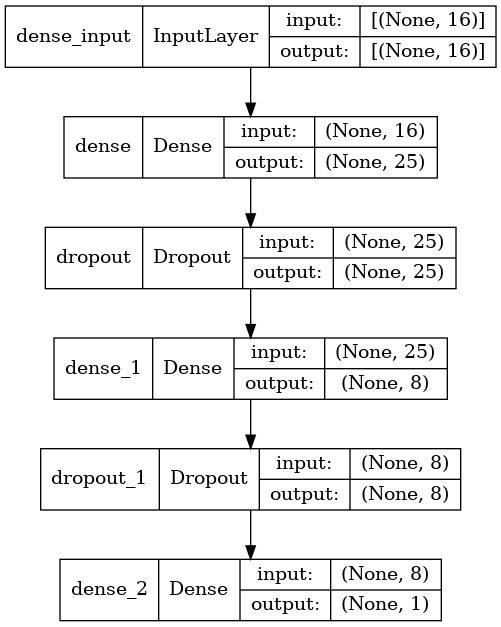 dense_input InputLayer input: [(None, 16)]
output: [(None, 16)]
dense Dense input: (None, 16)
output: (None, 25)
dropout Dropout input: (None, 25)
output: (None, 25)
dense_1 Dense input: (None, 25)
output: (None, 8)
dropout_1 Dropout input: (None, 8)
output: (None, 8)
dense_2 Dense input: (None, 8)
output: (None, 1)